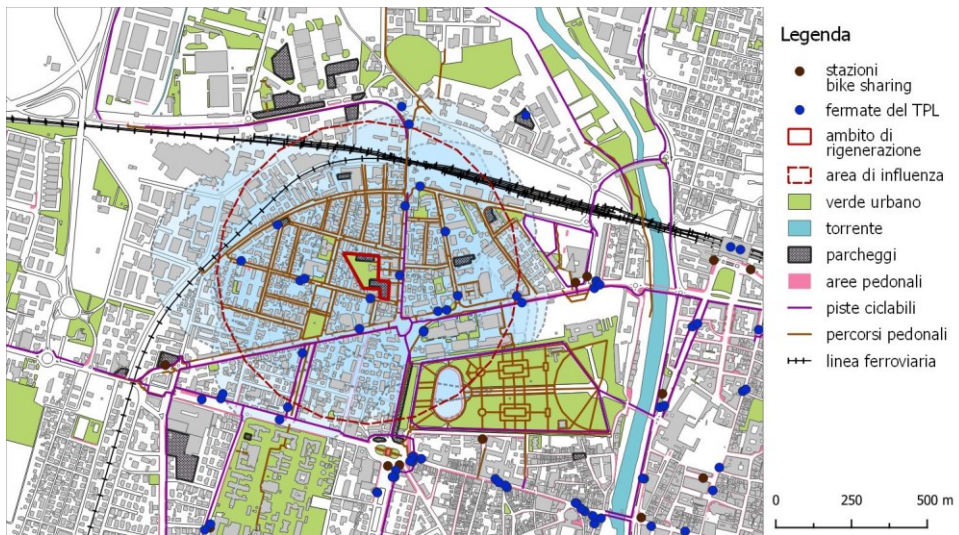 Legenda
stazioni
bike sharing
fermate del TPL
ambito di
rigenerazione
area di influenza
verde urbano
torrente
parcheggi
aree pedonali
piste ciclabili
percorsi pedonali
linea ferroviaria
0 250 500 m